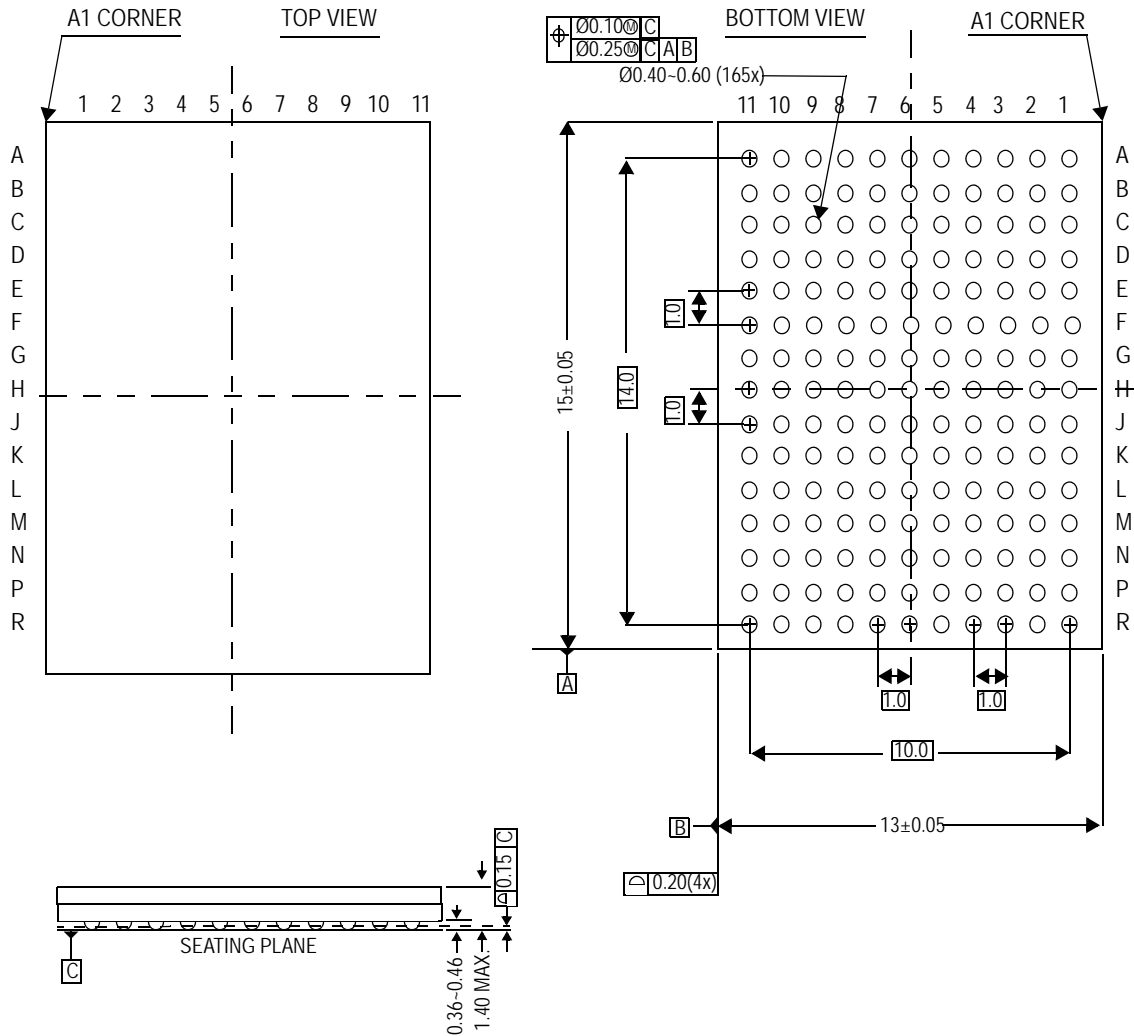 A1 CORNER
TOP VIEW
1 2 3 4 5 6 7 8 9 10 11
A
B
C
D
E
F
G
H
J
K
L
M
N
P
R
Ø0.10Ⓜ C
Ø0.25Ⓜ C A B
Ø0.40~0.60 (165x)
BOTTOM VIEW
A1 CORNER
11 10 9 8 7 6 5 4 3 2 1
A
B
C
D
E
F
G
H
J
K
L
M
N
P
R
15±0.05
14.0
1.0
1.0
A
1.0
1.0
10.0
B
13±0.05
0.20(4x)
0.15 C
SEATING PLANE
C
0.36~0.46
1.40 MAX.